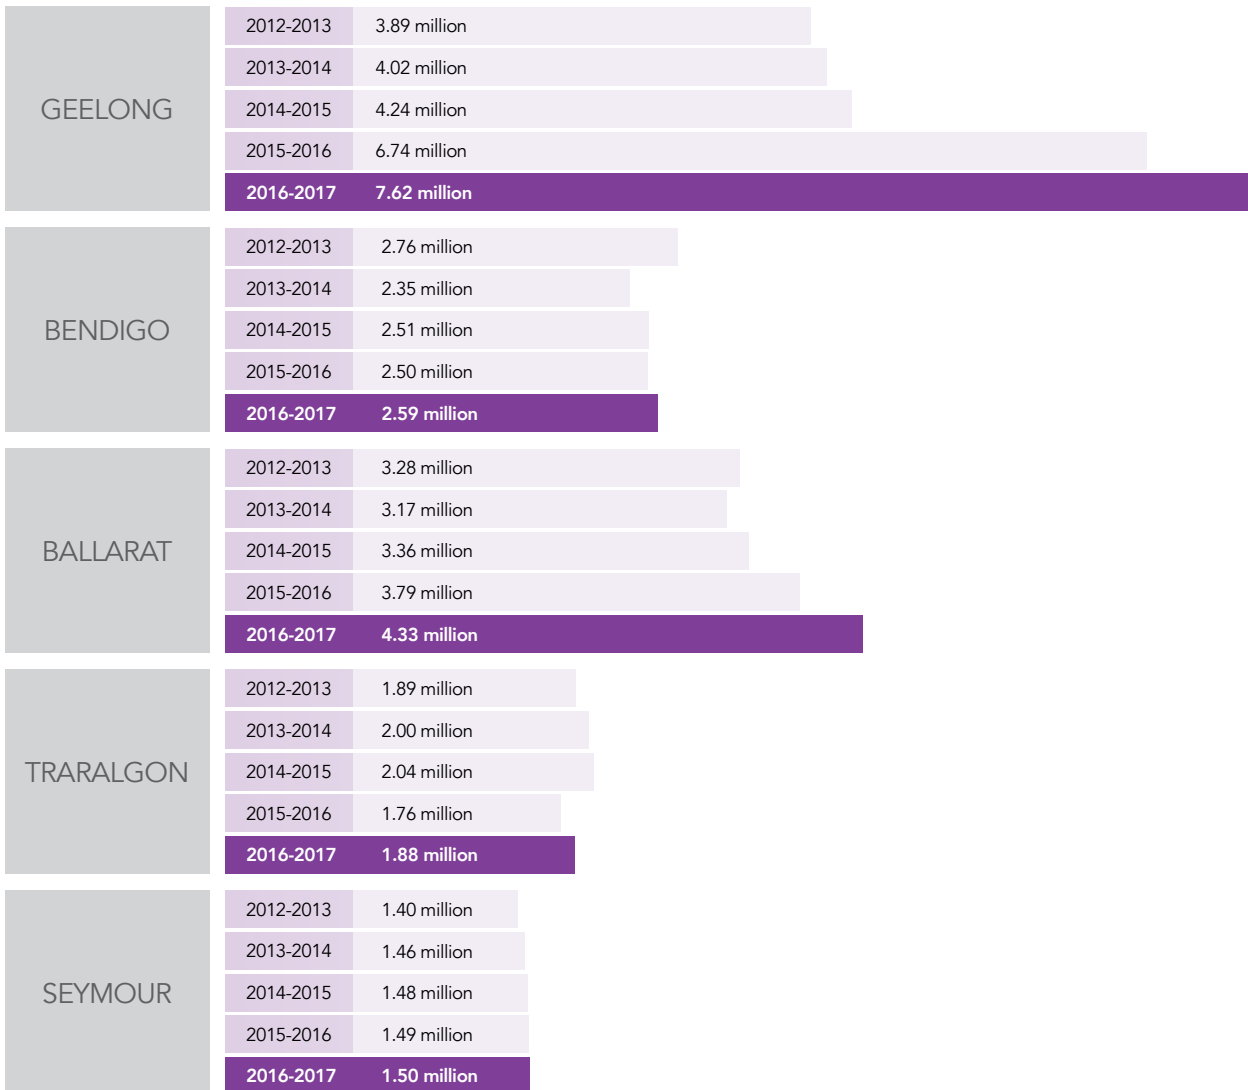 GEELONG
2012-2013 3.89 million
2013-2014 4.02 million
2014-2015 4.24 million
2015-2016 6.74 million
2016-2017 7.62 million
BENDIGO
2012-2013 2.76 million
2013-2014 2.35 million
2014-2015 2.51 million
2015-2016 2.50 million
2016-2017 2.59 million
BALLARAT
2012-2013 3.28 million
2013-2014 3.17 million
2014-2015 3.36 million
2015-2016 3.79 million
2016-2017 4.33 million
TRARALGON
2012-2013 1.89 million
2013-2014 2.00 million
2014-2015 2.04 million
2015-2016 1.76 million
2016-2017 1.88 million
SEYMOUR
2012-2013 1.40 million
2013-2014 1.46 million
2014-2015 1.48 million
2015-2016 1.49 million
2016-2017 1.50 million